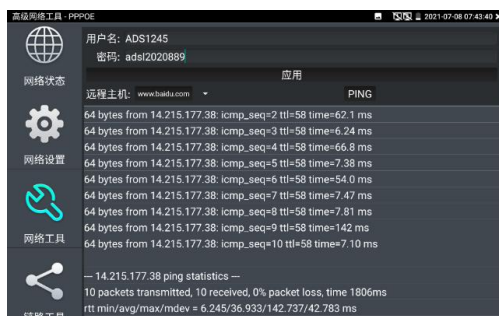 高级网络工具 - PPPOE
2021-07-08 07:43:40
用户名: ADS1245
密码: adsl2020889
应用
网络状态
远程主机: www.baidu.com
PING
64 bytes from 14.215.177.38: icmp_seq=2 ttl=58 time=62.1 ms
64 bytes from 14.215.177.38: icmp_seq=3 ttl=58 time=6.24 ms
64 bytes from 14.215.177.38: icmp_seq=4 ttl=58 time=66.8 ms
64 bytes from 14.215.177.38: icmp_seq=5 ttl=58 time=7.38 ms
网络设置
64 bytes from 14.215.177.38: icmp_seq=6 ttl=58 time=54.0 ms
64 bytes from 14.215.177.38: icmp_seq=7 ttl=58 time=7.47 ms
64 bytes from 14.215.177.38: icmp_seq=8 ttl=58 time=7.81 ms
64 bytes from 14.215.177.38: icmp_seq=9 ttl=58 time=142 ms
网络工具
64 bytes from 14.215.177.38: icmp_seq=10 ttl=58 time=7.10 ms
--- 14.215.177.38 ping statistics ---
10 packets transmitted, 10 received, 0% packet loss, time 1806ms
rtt min/avg/max/mdev = 6.245/36.933/142.737/42.783 ms